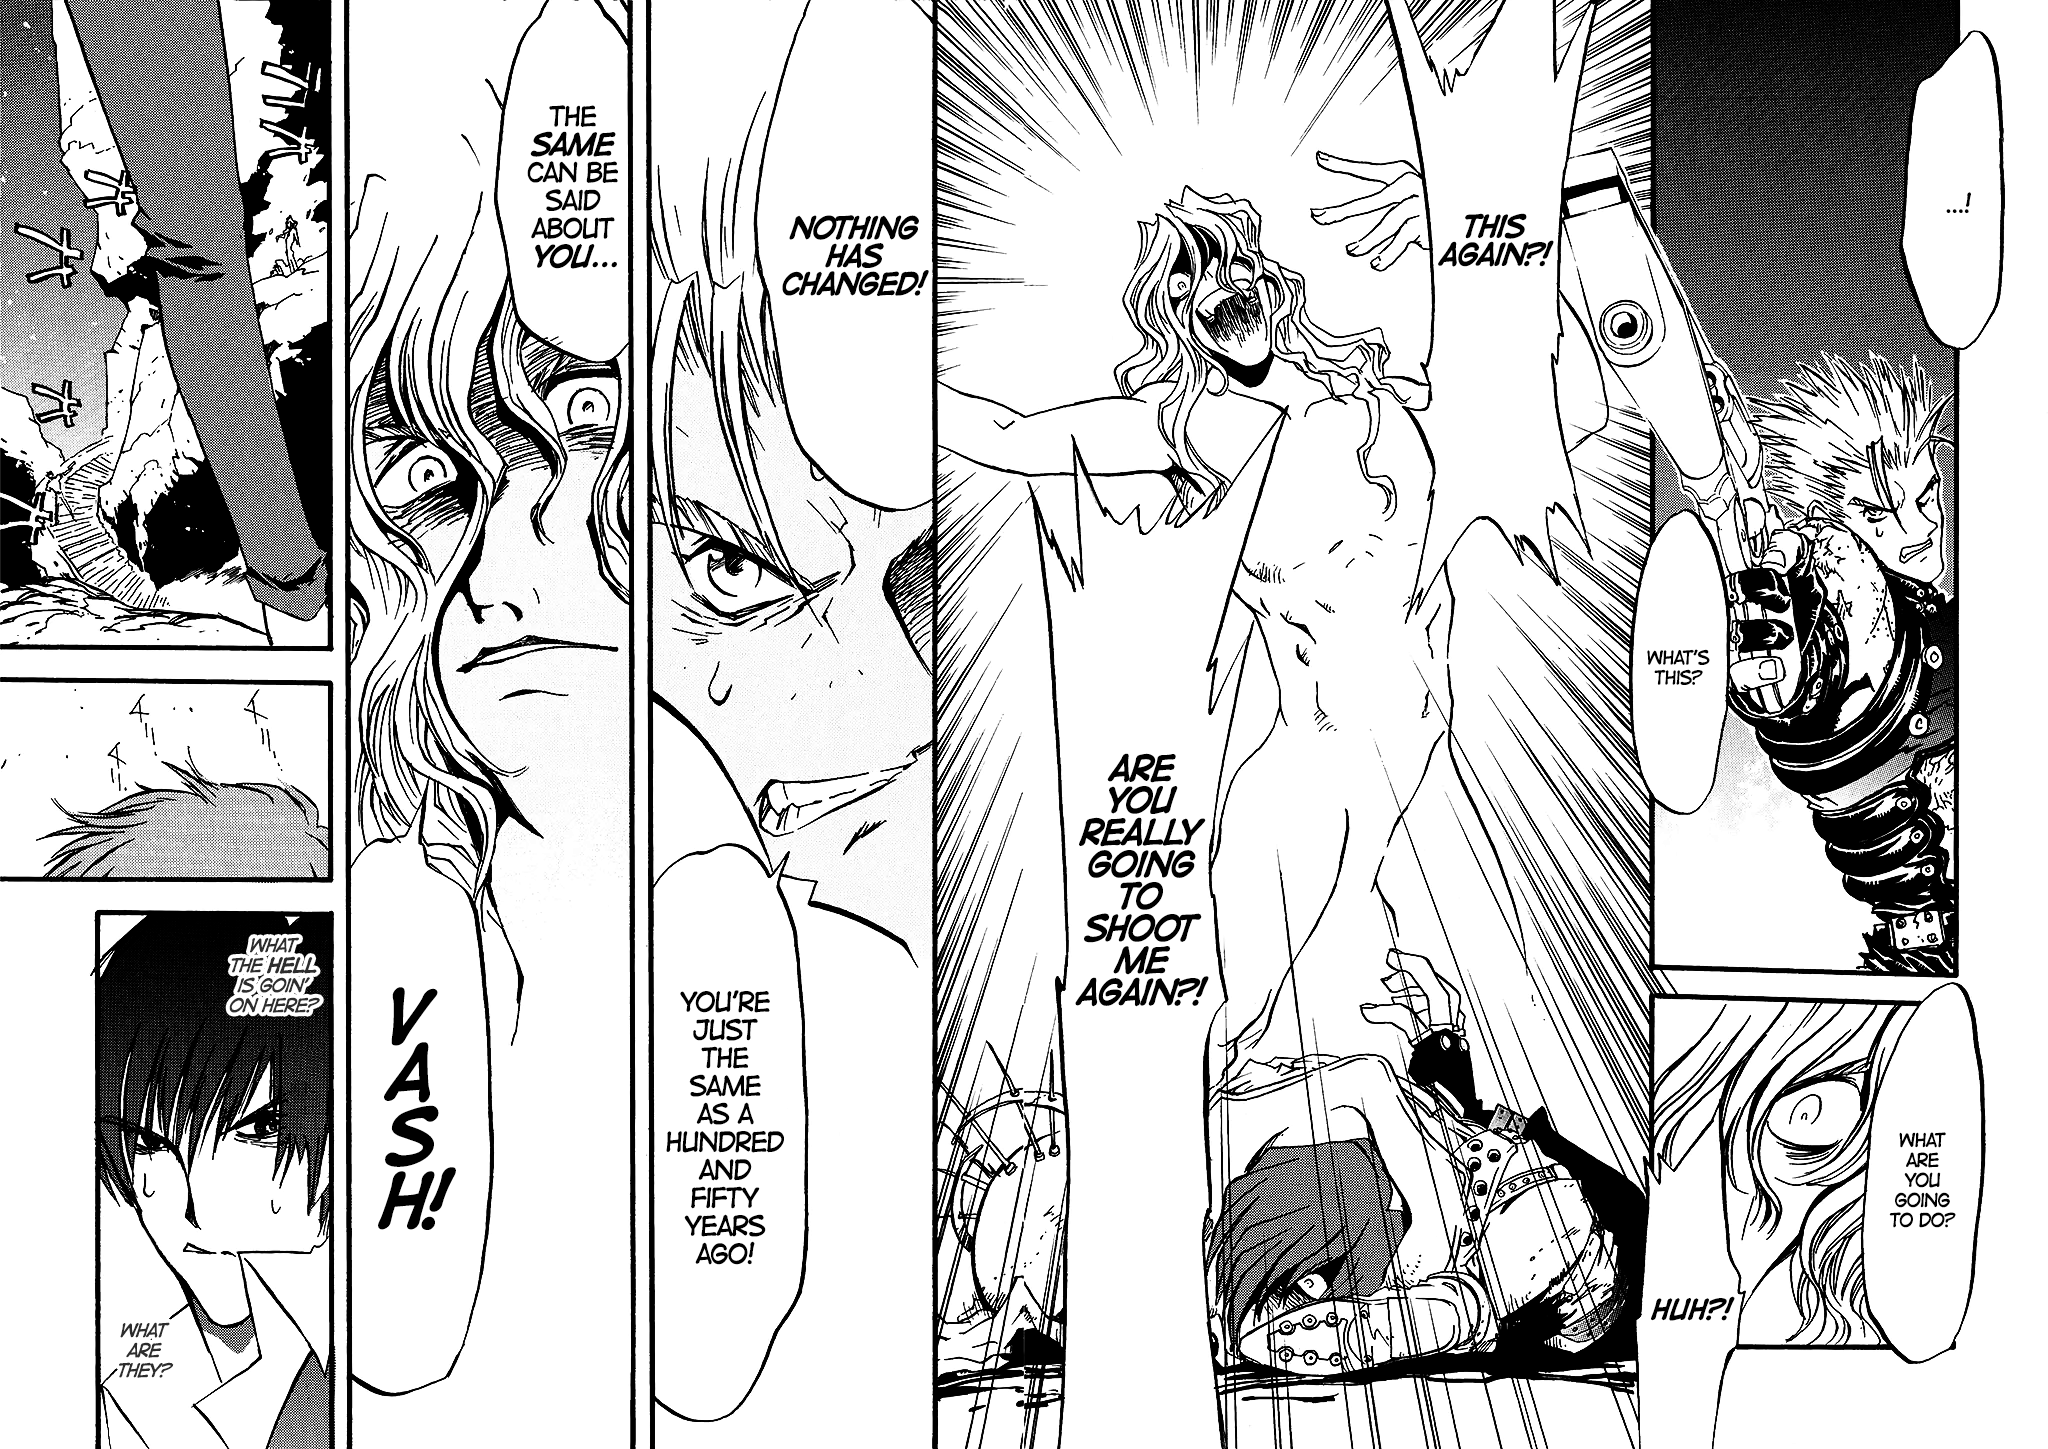 ...!
WHAT'S
THIS?
WHAT
ARE
YOU
GOING
TO DO?
HUH?!
THIS
AGAIN?!
ARE
YOU
REALLY
GOING
TO
SHOOT
ME
AGAIN?!
NOTHING
HAS
CHANGED!
YOU'RE
JUST
THE
SAME
AS A
HUNDRED
AND
FIFTY
YEARS
AGO!
THE
SAME
CAN BE
SAID
ABOUT
YOU...
VASH!
WHAT
THE HELL
IS GOIN'
ON HERE?
WHAT
ARE
THEY?